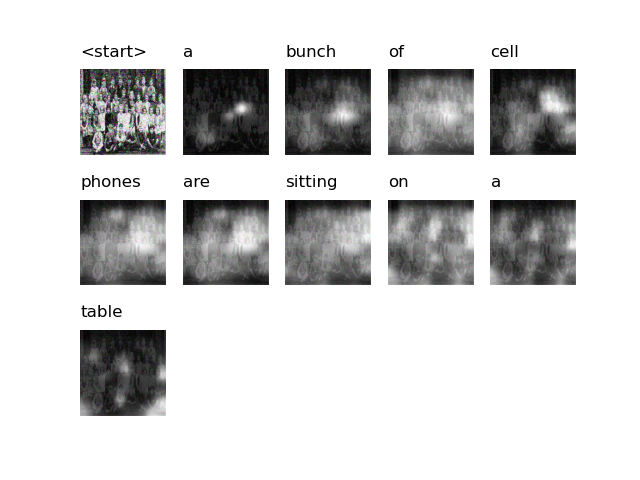 <start> a bunch of cell
phones are sitting on a
table